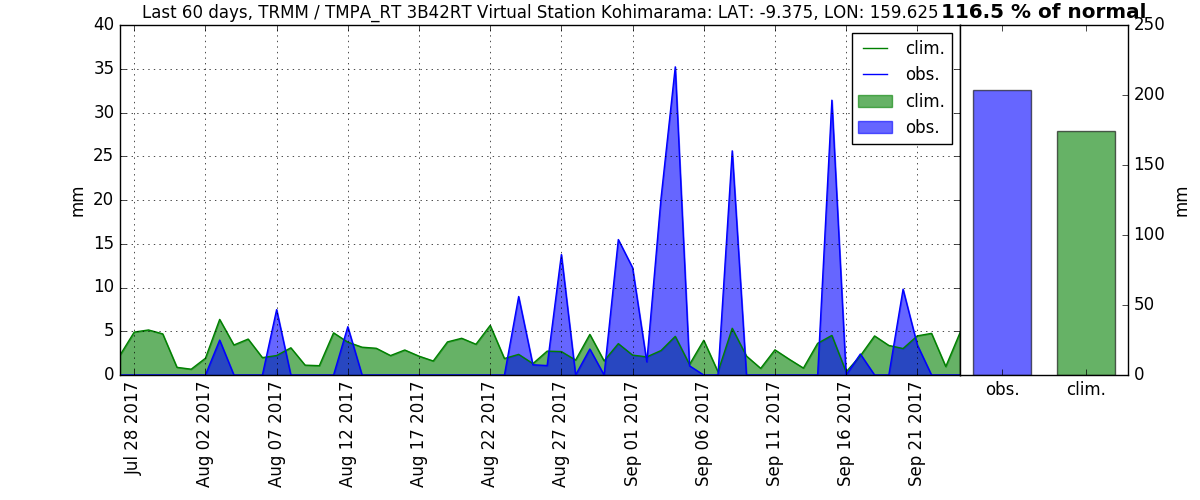 Last 60 days, TRMM / TMPA_RT 3B42RT Virtual Station Kohimarama: LAT: -9.375, LON: 159.625
116.5 % of normal
40
35
30
25
20
15
10
5
0
mm
clim.
obs.
clim.
obs.
Jul 28 2017
Aug 02 2017
Aug 07 2017
Aug 12 2017
Aug 17 2017
Aug 22 2017
Aug 27 2017
Sep 01 2017
Sep 06 2017
Sep 11 2017
Sep 16 2017
Sep 21 2017
250
200
150
100
50
0
mm
obs.
clim.